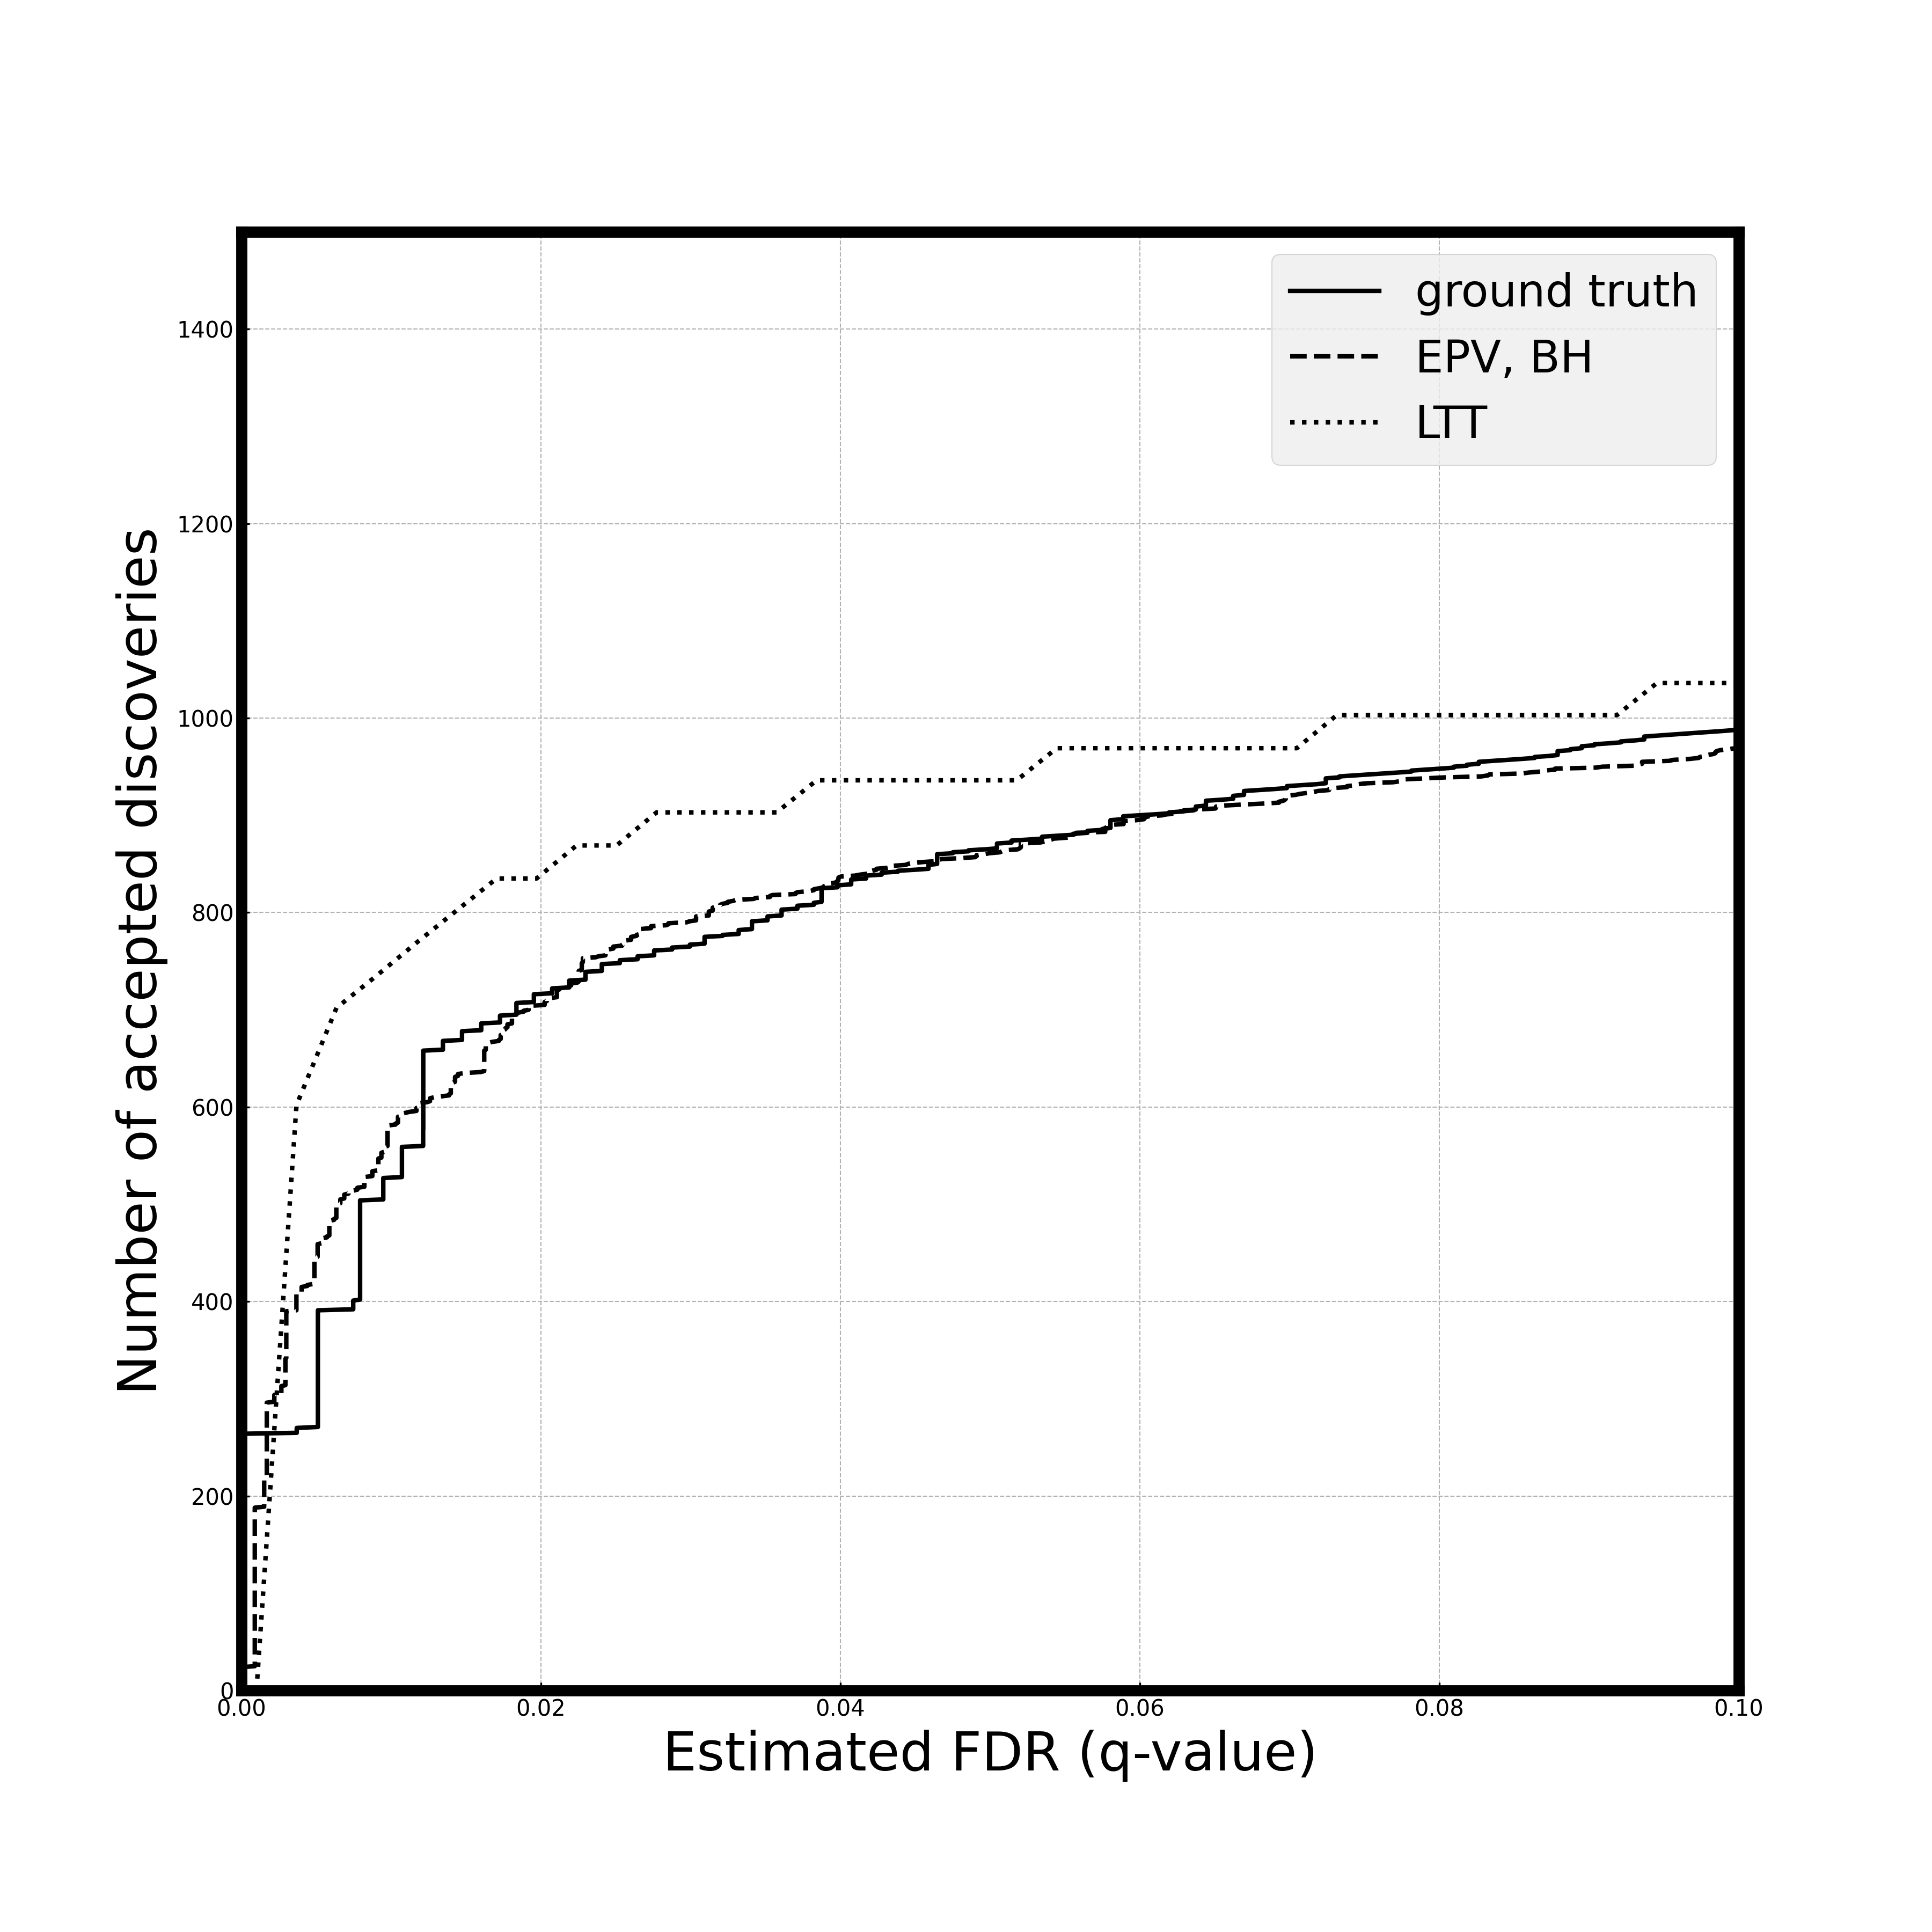 ground truth
EPV, BH
LTT
Number of accepted discoveries
1400
1200
1000
800
600
400
200
0
0.00 0.02 0.04 0.06 0.08 0.10
Estimated FDR (q-value)